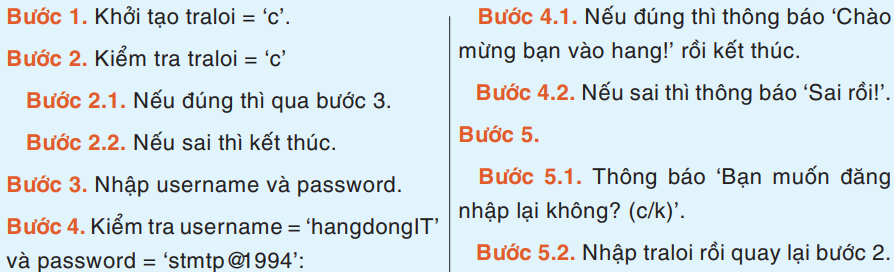 Bước 1. Khởi tạo traloi = ‘c’.
Bước 2. Kiểm tra traloi = ‘c’
Bước 2.1. Nếu đúng thì qua bước 3.
Bước 2.2. Nếu sai thì kết thúc.
Bước 3. Nhập username và password.
Bước 4. Kiểm tra username = ‘hangdongIT’
và password = ‘stmtp@1994’:
Bước 4.1. Nếu đúng thì thông báo ‘Chào
mừng bạn vào hang!’ rồi kết thúc.
Bước 4.2. Nếu sai thì thông báo ‘Sai rồi!’.
Bước 5.
Bước 5.1. Thông báo ‘Bạn muốn đăng
nhập lại không? (c/k)’.
Bước 5.2. Nhập traloi rồi quay lại bước 2.